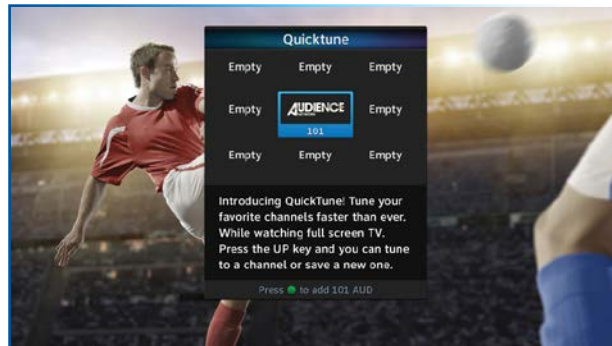 Quicktune
Empty Empty Empty
Empty AUDIENCE Empty
NETWORK
101
Empty Empty Empty
Introducing QuickTune! Tune your
favorite channels faster than ever.
While watching full screen TV.
Press the UP key and you can tune
to a channel or save a new one.
Press to add 101 AUD